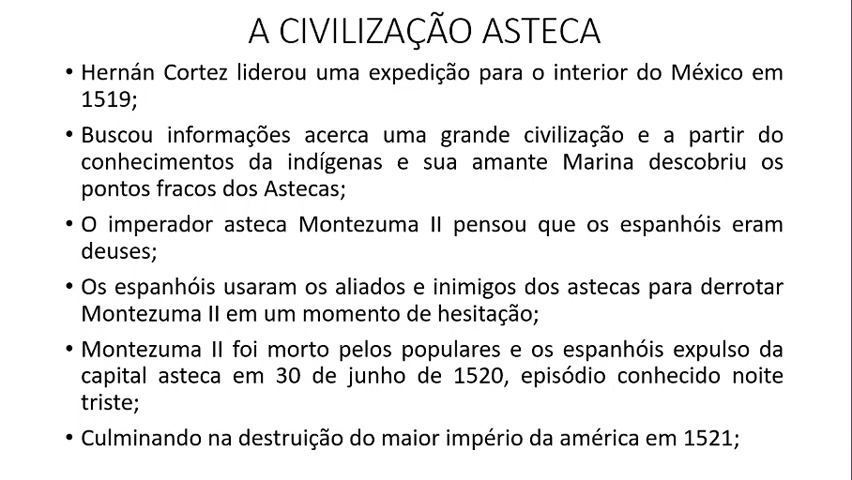 A CIVILIZAÇÃO ASTECA
• Hernán Cortez liderou uma expedição para o interior do México em
1519;
• Buscou informações acerca uma grande civilização e a partir do
conhecimentos da indígenas e sua amante Marina descobriu os
pontos fracos dos Astecas;
• O imperador asteca Montezuma II pensou que os espanhóis eram
deuses;
• Os espanhóis usaram os aliados e inimigos dos astecas para derrotar
Montezuma II em um momento de hesitação;
• Montezuma II foi morto pelos populares e os espanhóis expulso da
capital asteca em 30 de junho de 1520, episódio conhecido noite
triste;
• Culminando na destruição do maior império da américa em 1521;